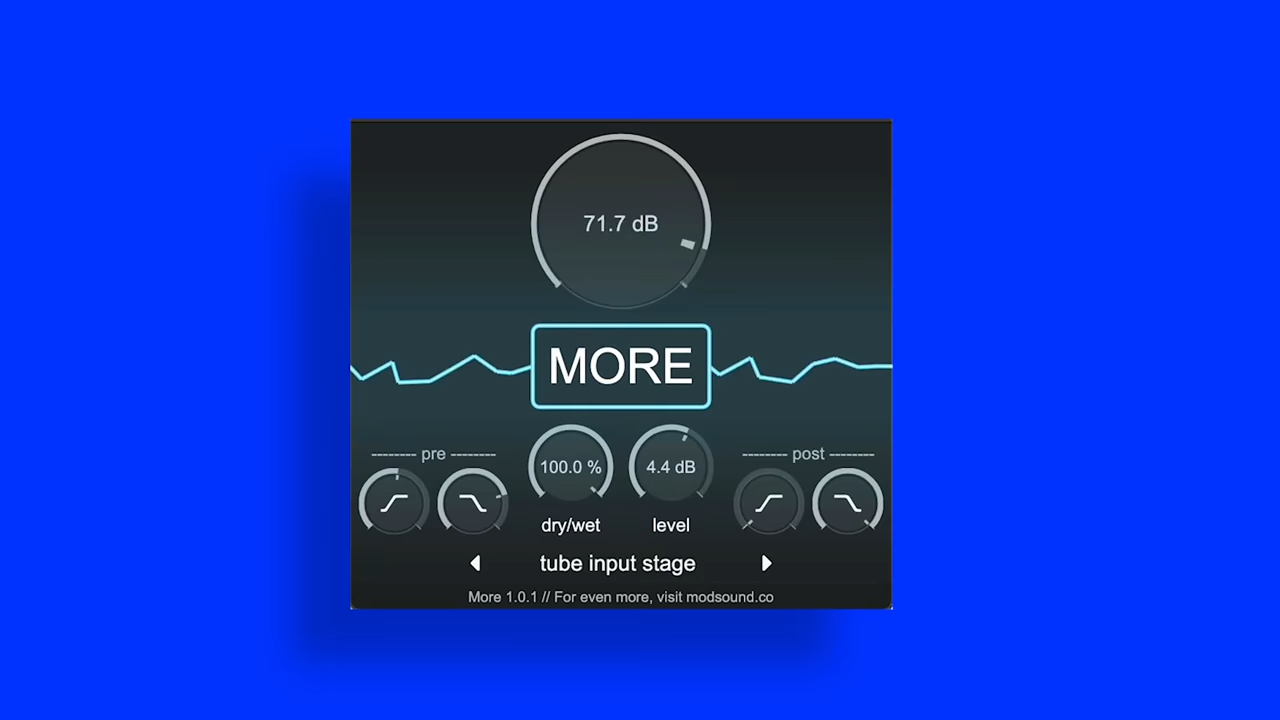 71.7 dB
MORE
-------- pre --------
100.0 %
4.4 dB
-------- post --------
dry/wet
level
tube input stage
More 1.0.1 // For even more, visit modsound.co